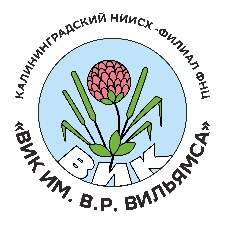 КАЛИНИНГРАДСКИЙ НИИСХ -ФИЛИАЛ ФНЦ
ВИК
«ВИК ИМ. В.Р. ВИЛЬЯМСА»